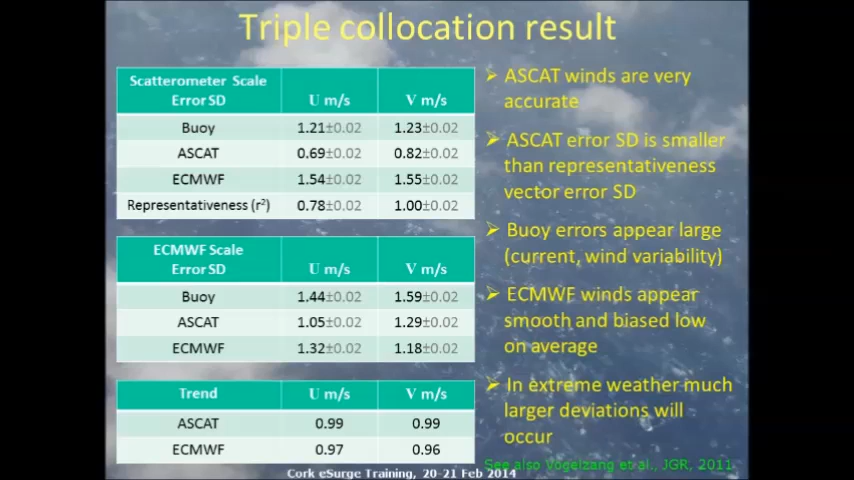 Triple collocation result
Scatterometer Scale
Error SD U m/s V m/s
Buoy 1.21±0.02 1.23±0.02
ASCAT 0.69±0.02 0.82±0.02
ECMWF 1.54±0.02 1.55±0.02
Representativeness (r²) 0.78±0.02 1.00±0.02
ECMWF Scale
Error SD U m/s V m/s
Buoy 1.44±0.02 1.59±0.02
ASCAT 1.05±0.02 1.29±0.02
ECMWF 1.32±0.02 1.18±0.02
Trend U m/s V m/s
ASCAT 0.99 0.99
ECMWF 0.97 0.96
➢ ASCAT winds are very
accurate
➢ ASCAT error SD is smaller
than representativeness
vector error SD
➢ Buoy errors appear large
(current, wind variability)
➢ ECMWF winds appear
smooth and biased low
on average
➢ In extreme weather much
larger deviations will
occur
See also Vogelzang et al., JGR, 2011
Cork eSurge Training, 20-21 Feb 2014